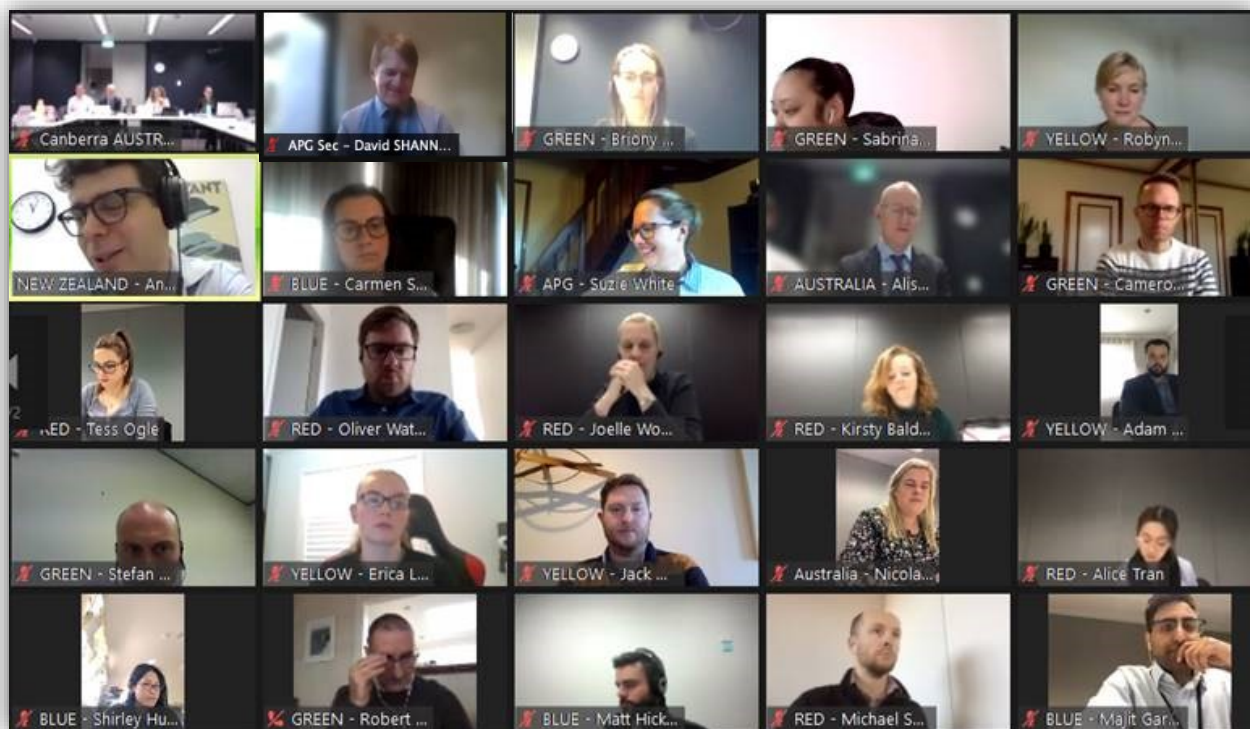 Canberra AUSTR...
APG Sec – David SHANN...
GREEN - Briony ...
GREEN - Sabrina...
YELLOW - Robyn...
TANT
NEW ZEALAND - An...
BLUE - Carmen S...
APG - Suzie White
AUSTRALIA - Alis...
GREEN - Camero...
/2
RED - Tess Ogle
RED - Oliver Wat...
RED - Joelle Wo...
RED - Kirsty Bald...
YELLOW - Adam ...
GREEN - Stefan ...
YELLOW - Erica L...
YELLOW - Jack ...
Australia - Nicola...
RED - Alice Tran
BLUE - Shirley Hu...
GREEN - Robert ...
BLUE - Matt Hick...
RED - Michael S...
BLUE - Majit Gar...